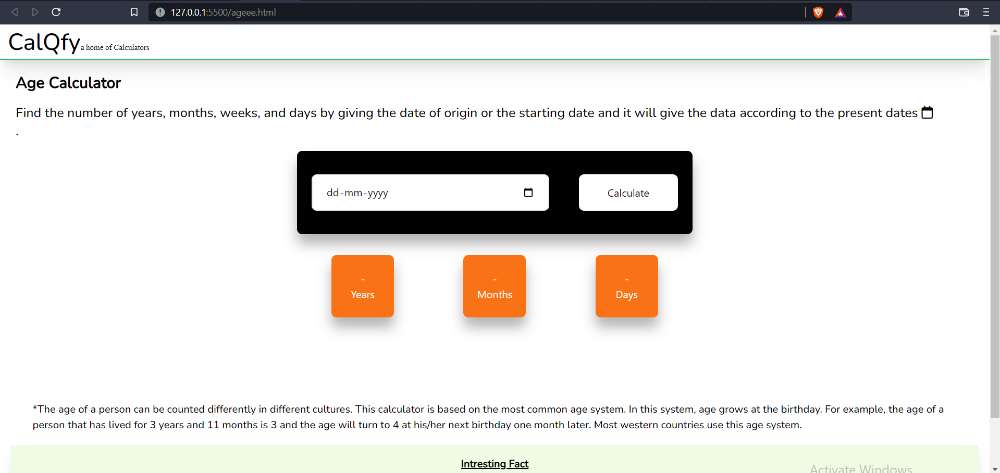 127.0.0.1:5500/ageee.html
CalQfy a home of Calculators
Age Calculator
Find the number of years, months, weeks, and days by giving the date of origin or the starting date and it will give the data according to the present dates
.
dd-mm-yyyy Calculate
- - -
Years Months Days
*The age of a person can be counted differently in different cultures. This calculator is based on the most common age system. In this system, age grows at the birthday. For example, the age of a
person that has lived for 3 years and 11 months is 3 and the age will turn to 4 at his/her next birthday one month later. Most western countries use this age system.
Intresting Fact
Activate Windows